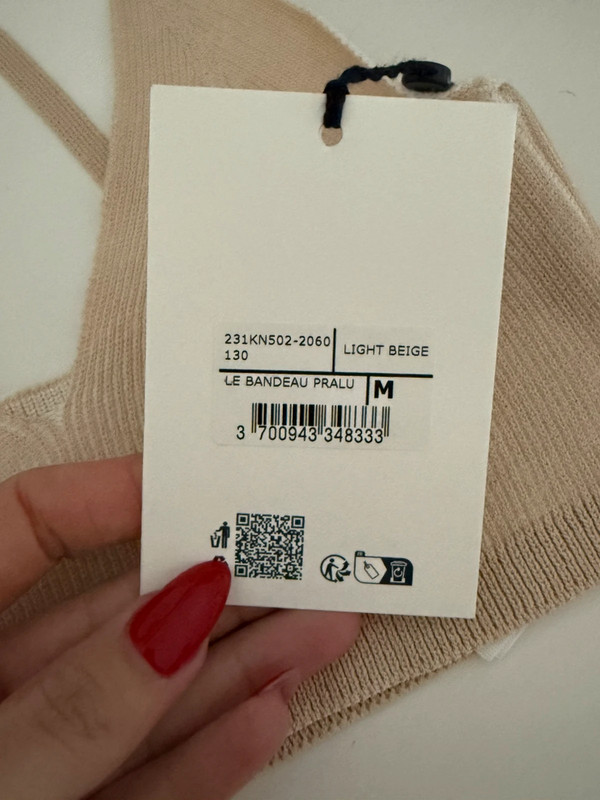 231KN502-2060
130
LIGHT BEIGE
LE BANDEAU PRALU
M
3 700943 348333